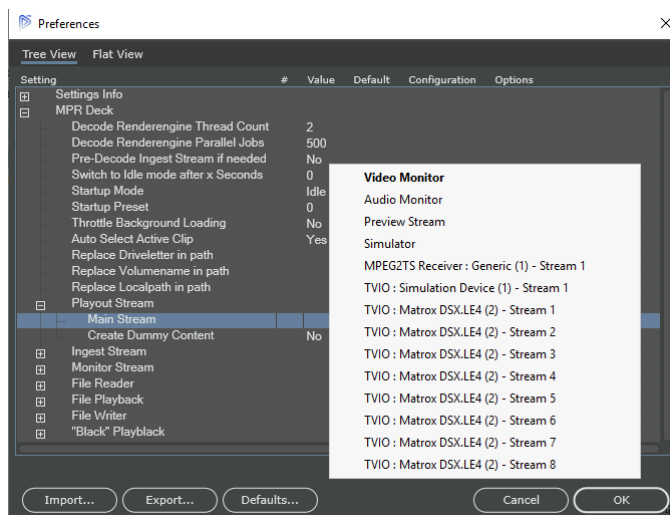 Preferences
Tree View Flat View
Setting # Value Default Configuration Options
Settings Info
MPR Deck
Decode Renderengine Thread Count 2
Decode Renderengine Parallel Jobs 500
Pre-Decode Ingest Stream if needed No
Switch to Idle mode after x Seconds 0
Startup Mode Idle
Startup Preset 0
Throttle Background Loading No
Auto Select Active Clip Yes
Replace Driveletter in path
Replace Volumename in path
Replace Localpath in path
Playout Stream
Main Stream
Create Dummy Content No
Ingest Stream
Monitor Stream
File Reader
File Playback
File Writer
"Black" Playblack
Video Monitor
Audio Monitor
Preview Stream
Simulator
MPEG2TS Receiver : Generic (1) - Stream 1
TVIO : Simulation Device (1) - Stream 1
TVIO : Matrox DSX.LE4 (2) - Stream 1
TVIO : Matrox DSX.LE4 (2) - Stream 2
TVIO : Matrox DSX.LE4 (2) - Stream 3
TVIO : Matrox DSX.LE4 (2) - Stream 4
TVIO : Matrox DSX.LE4 (2) - Stream 5
TVIO : Matrox DSX.LE4 (2) - Stream 6
TVIO : Matrox DSX.LE4 (2) - Stream 7
TVIO : Matrox DSX.LE4 (2) - Stream 8
Import... Export... Defaults... Cancel OK